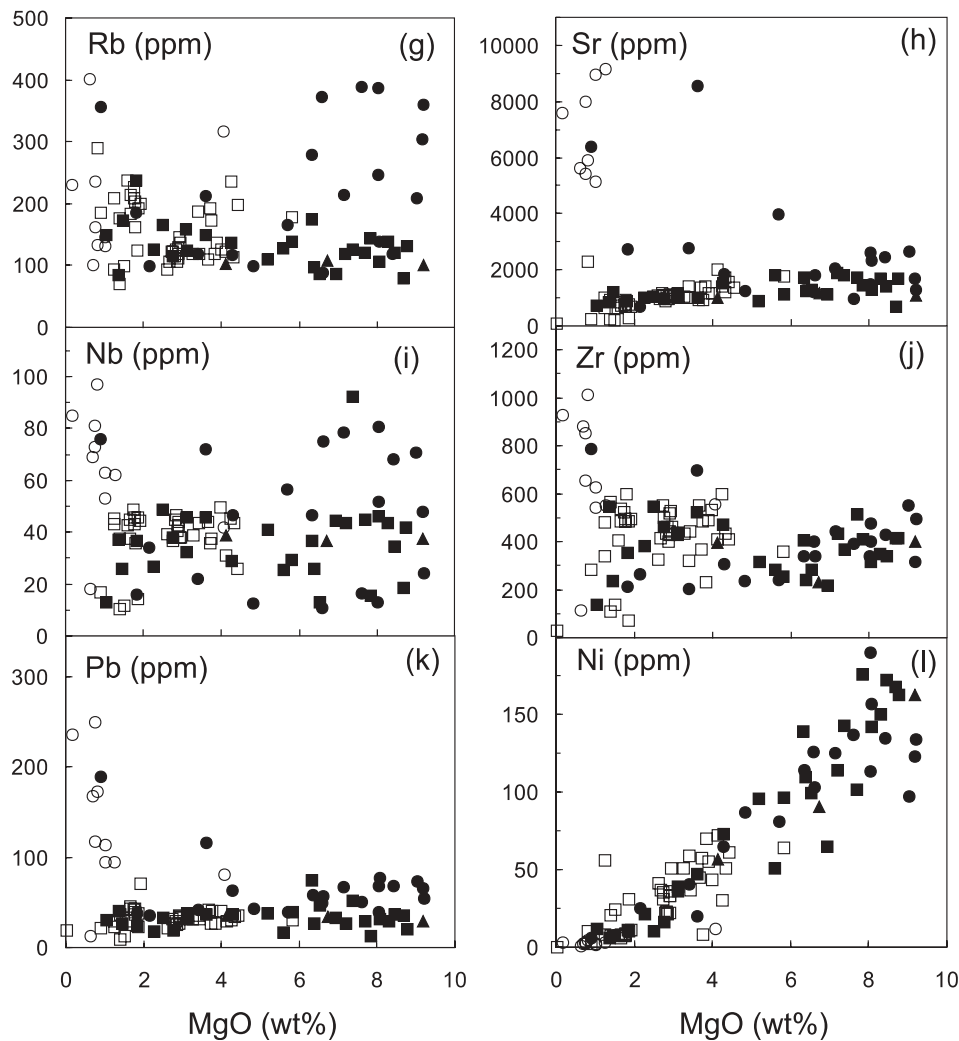 500
Rb (ppm)
(g)
400
300
200
100
0
10000
Sr (ppm)
(h)
8000
6000
4000
2000
0
Nb (ppm)
(i)
100
80
60
40
20
0
1200
Zr (ppm)
(j)
1000
800
600
400
200
0
Pb (ppm)
(k)
300
200
100
0
0 2 4 6 8 10
MgO (wt%)
Ni (ppm)
(l)
150
100
50
0
0 2 4 6 8 10
MgO (wt%)